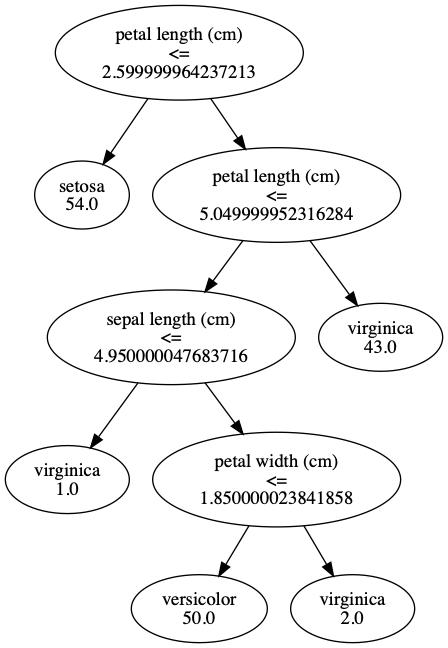 petal length (cm)
<=
2.599999964237213
setosa
54.0
petal length (cm)
<=
5.049999952316284
sepal length (cm)
<=
4.950000047683716
virginica
43.0
virginica
1.0
petal width (cm)
<=
1.850000023841858
versicolor
50.0
virginica
2.0